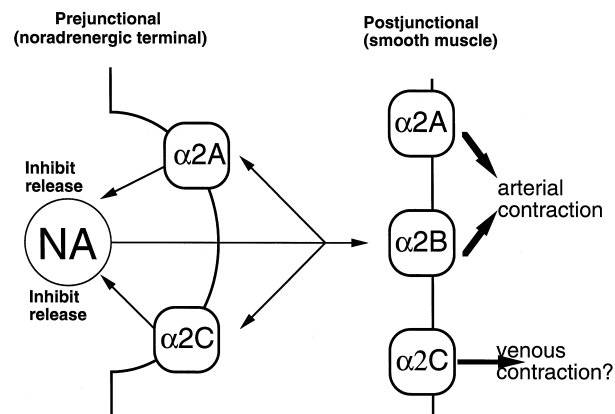 Prejunctional
(noradrenergic terminal)
Postjunctional
(smooth muscle)
α2A
Inhibit
release
NA
Inhibit
release
α2C
α2A
arterial
contraction
α2B
α2C
venous
contraction?